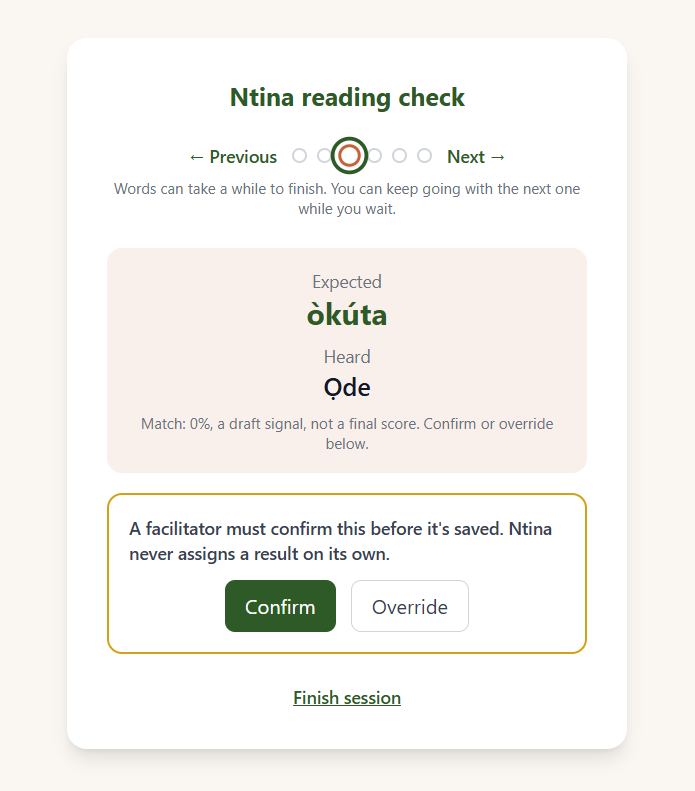 Ntina reading check
← Previous Next →
Words can take a while to finish. You can keep going with the next one
while you wait.
Expected
òkúta
Heard
Ọde
Match: 0%, a draft signal, not a final score. Confirm or override
below.
A facilitator must confirm this before it's saved. Ntina
never assigns a result on its own.
Confirm Override
Finish session